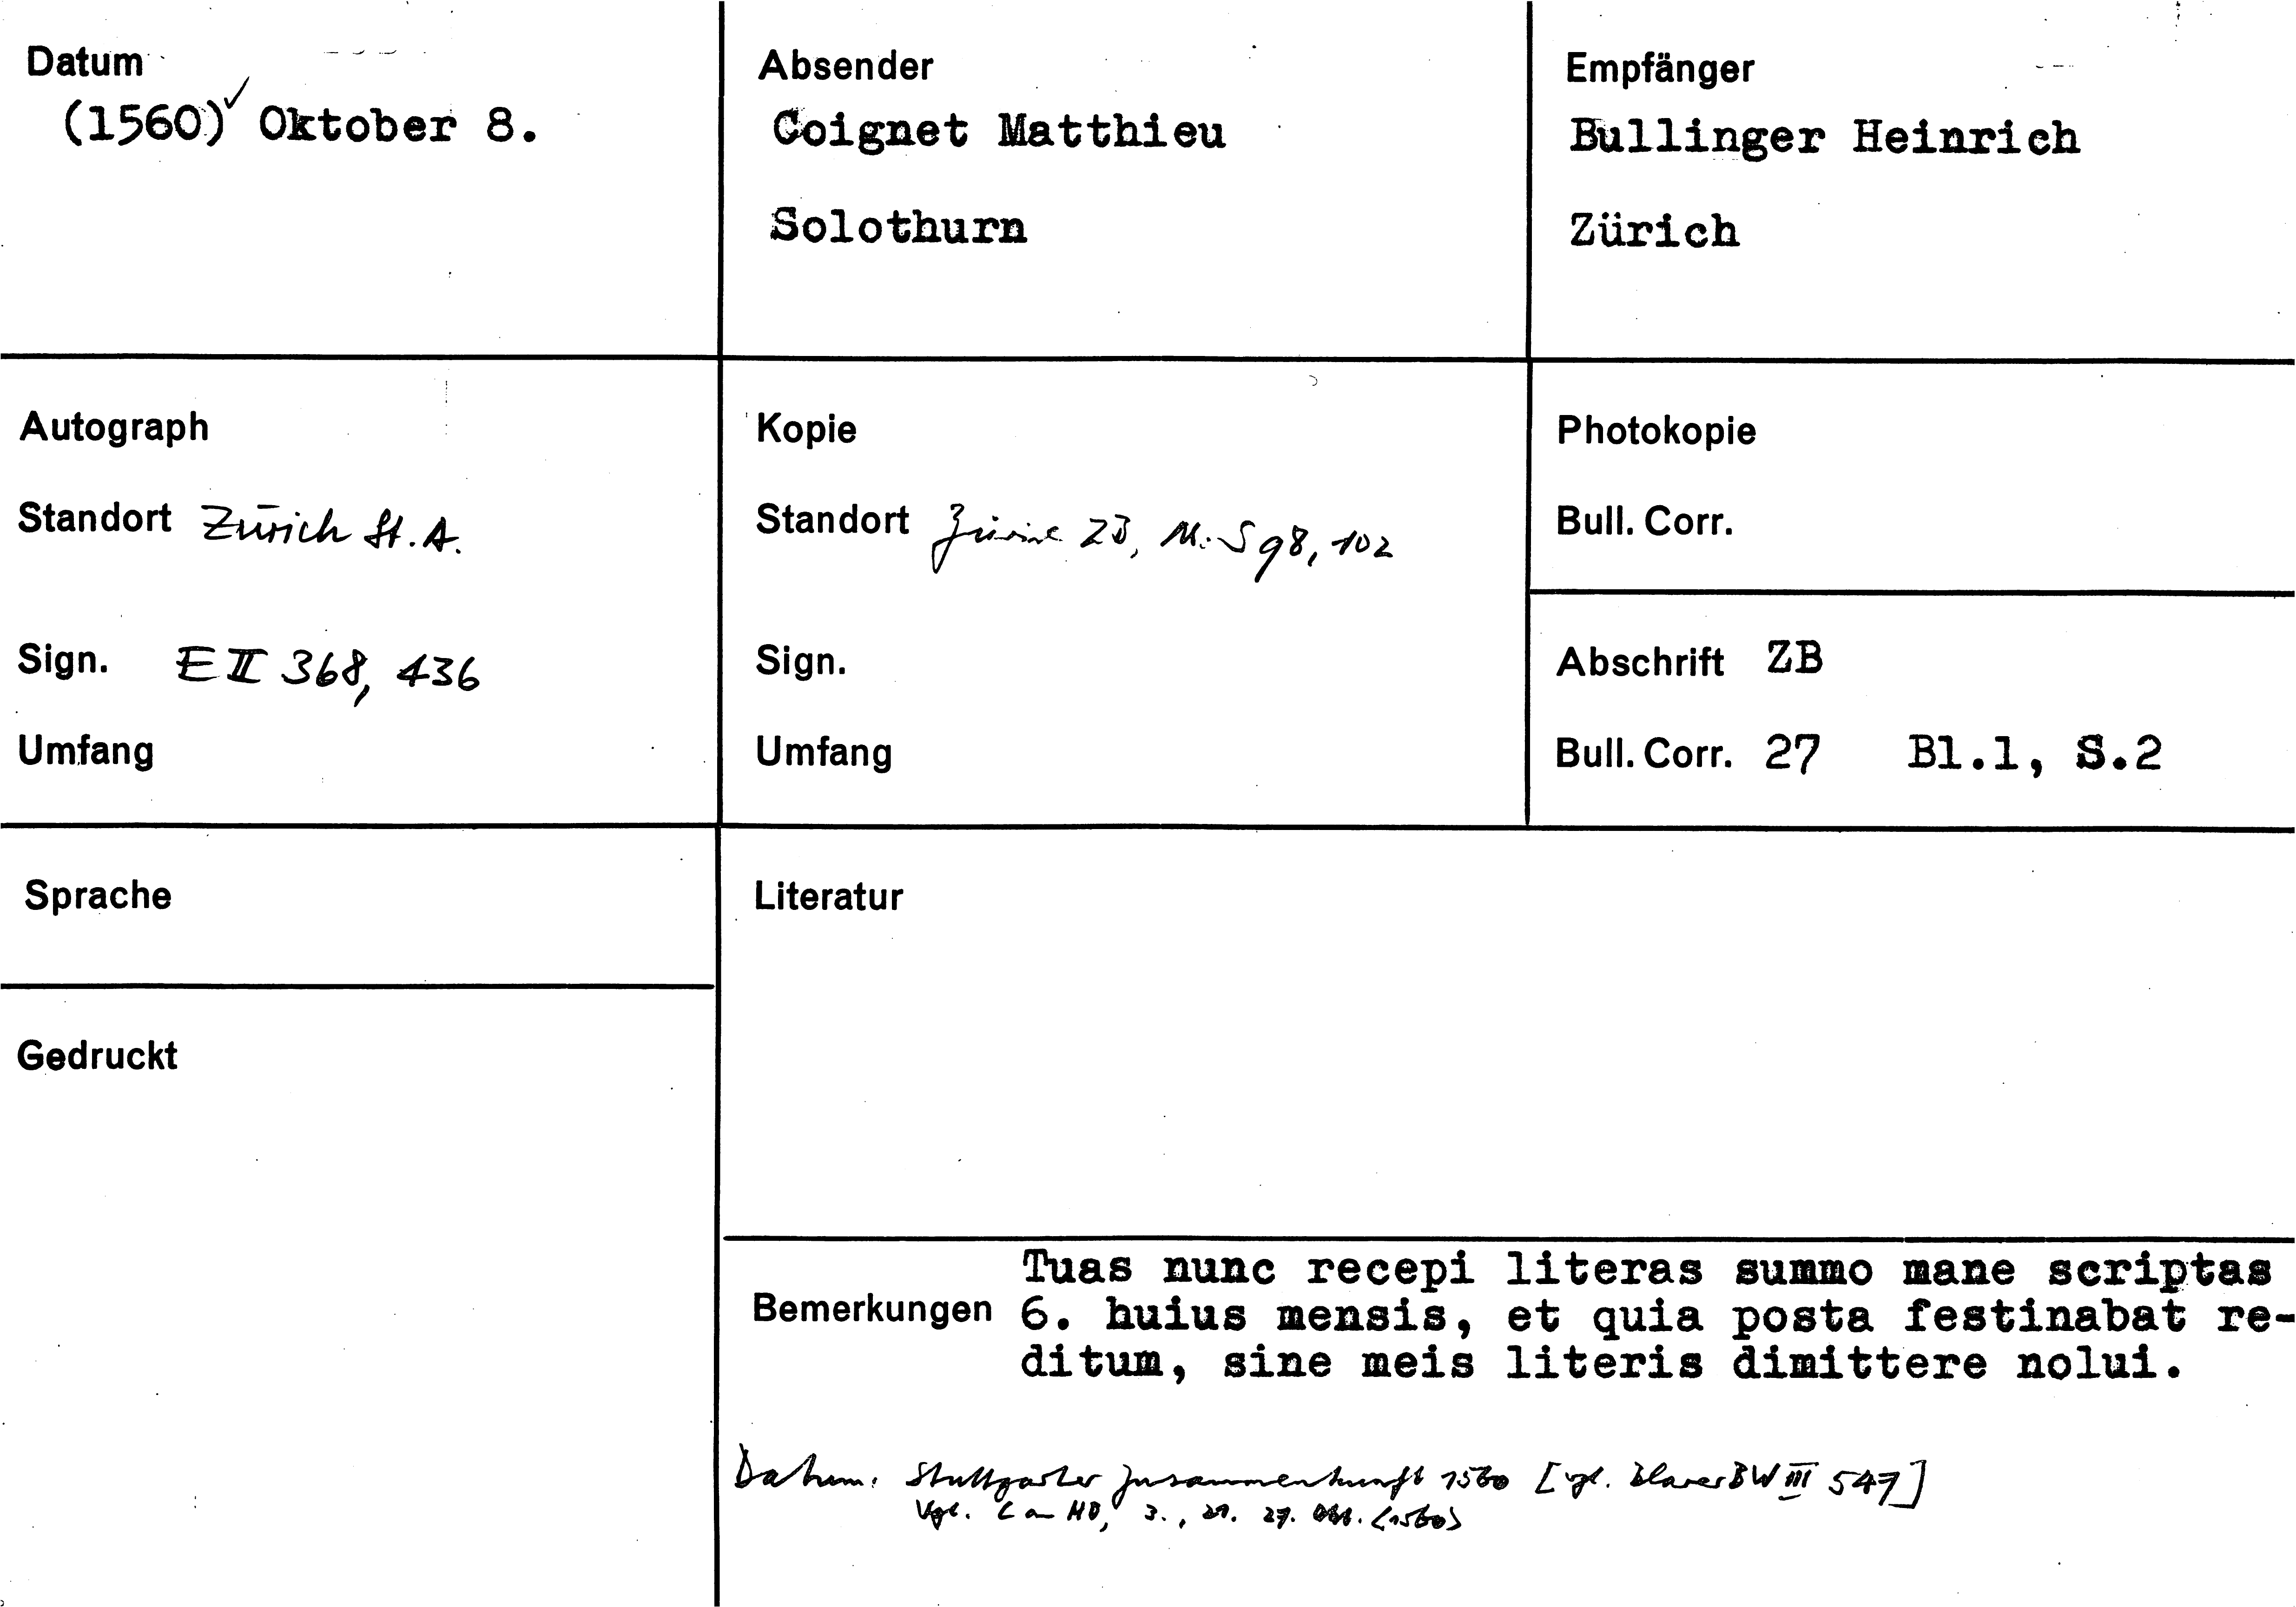 Datum
(1560)✓ Oktober 8.
Absender
Coignet Matthieu
Solothurn
Empfänger
Bullinger Heinrich
Zürich
Autograph
Standort Zürich St.A.
Sign. E II 368, 436
Umfang
Kopie
Standort Zürich ZB, Ms S 98, 102
Sign.
Umfang
Photokopie
Bull. Corr.
Abschrift ZB
Bull. Corr. 27 Bl.1, S.2
Sprache
Gedruckt
Literatur
Bemerkungen
Tuas nunc recepi literas summo mane scriptas
6. huius mensis, et quia posta festinabat re-
ditum, sine meis literis dimittere nolui.
Datum: Stuttgarter Zusammenkunft 1560 [vgl. Blarer BW III 547]
Vgl. C an HB, 3., 27. Okt. (1560)